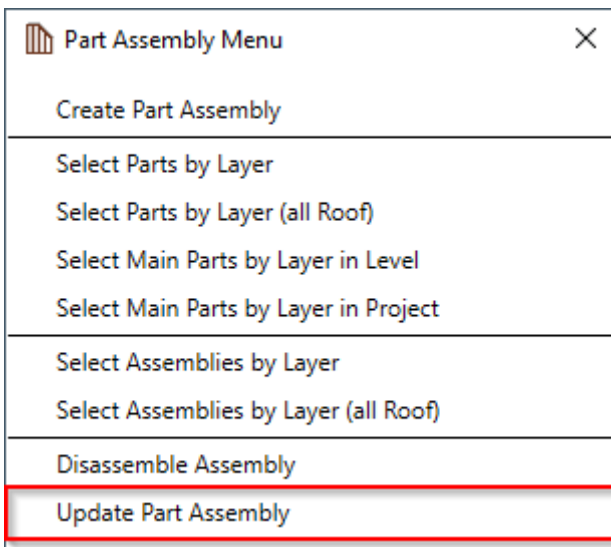 Part Assembly Menu
Create Part Assembly
Select Parts by Layer
Select Parts by Layer (all Roof)
Select Main Parts by Layer in Level
Select Main Parts by Layer in Project
Select Assemblies by Layer
Select Assemblies by Layer (all Roof)
Disassemble Assembly
Update Part Assembly